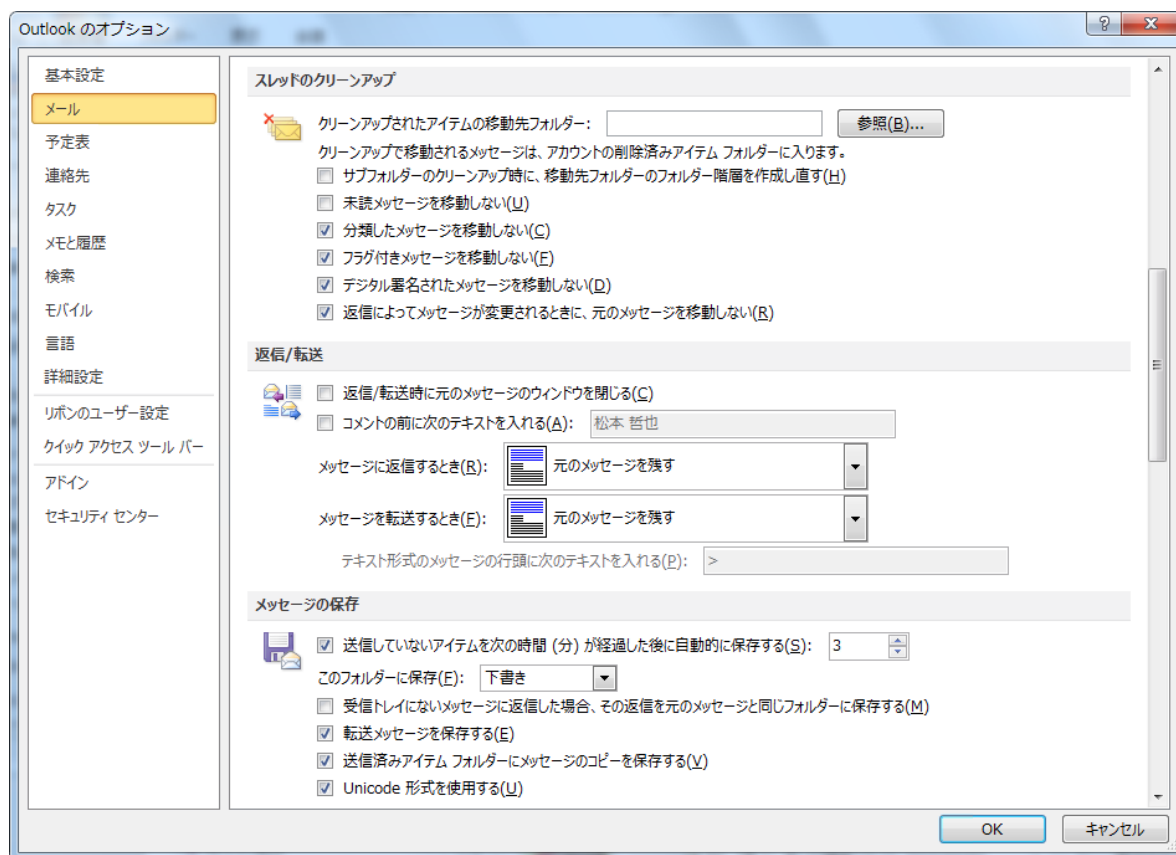 Outlook のオプション
基本設定
メール
予定表
連絡先
タスク
メモと履歴
検索
モバイル
言語
詳細設定
リボンのユーザー設定
クイック アクセス ツール バー
アドイン
セキュリティ センター
スレッドのクリーンアップ
クリーンアップされたアイテムの移動先フォルダー: 参照(B)...
クリーンアップで移動されるメッセージは、アカウントの削除済みアイテム フォルダーに入ります。
サブフォルダーのクリーンアップ時に、移動先フォルダーのフォルダー階層を作成し直す(H)
未読メッセージを移動しない(U)
分類したメッセージを移動しない(C)
フラグ付きメッセージを移動しない(F)
デジタル署名されたメッセージを移動しない(D)
返信によってメッセージが変更されるときに、元のメッセージを移動しない(R)
返信/転送
返信/転送時に元のメッセージのウィンドウを閉じる(C)
コメントの前に次のテキストを入れる(A): 松本 哲也
メッセージに返信するとき(R): 元のメッセージを残す
メッセージを転送するとき(F): 元のメッセージを残す
テキスト形式のメッセージの行頭に次のテキストを入れる(P): >
メッセージの保存
送信していないアイテムを次の時間 (分) が経過した後に自動的に保存する(S): 3
このフォルダーに保存(F): 下書き
受信トレイにないメッセージに返信した場合、その返信を元のメッセージと同じフォルダーに保存する(M)
転送メッセージを保存する(E)
送信済みアイテム フォルダーにメッセージのコピーを保存する(V)
Unicode 形式を使用する(U)
OK キャンセル